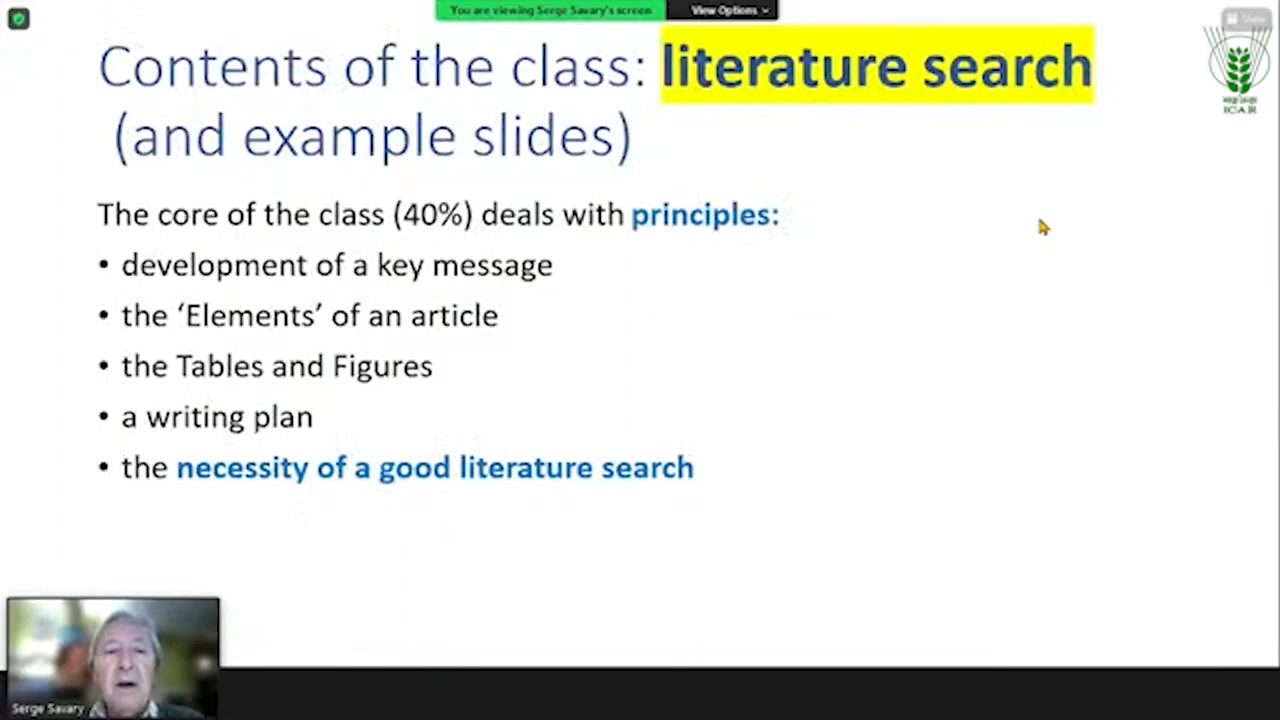 You are viewing Serge Savary's screen
View Options
View
Contents of the class: literature search
(and example slides)
ICAR
The core of the class (40%) deals with principles:
• development of a key message
• the ‘Elements’ of an article
• the Tables and Figures
• a writing plan
• the necessity of a good literature search
Serge Savary